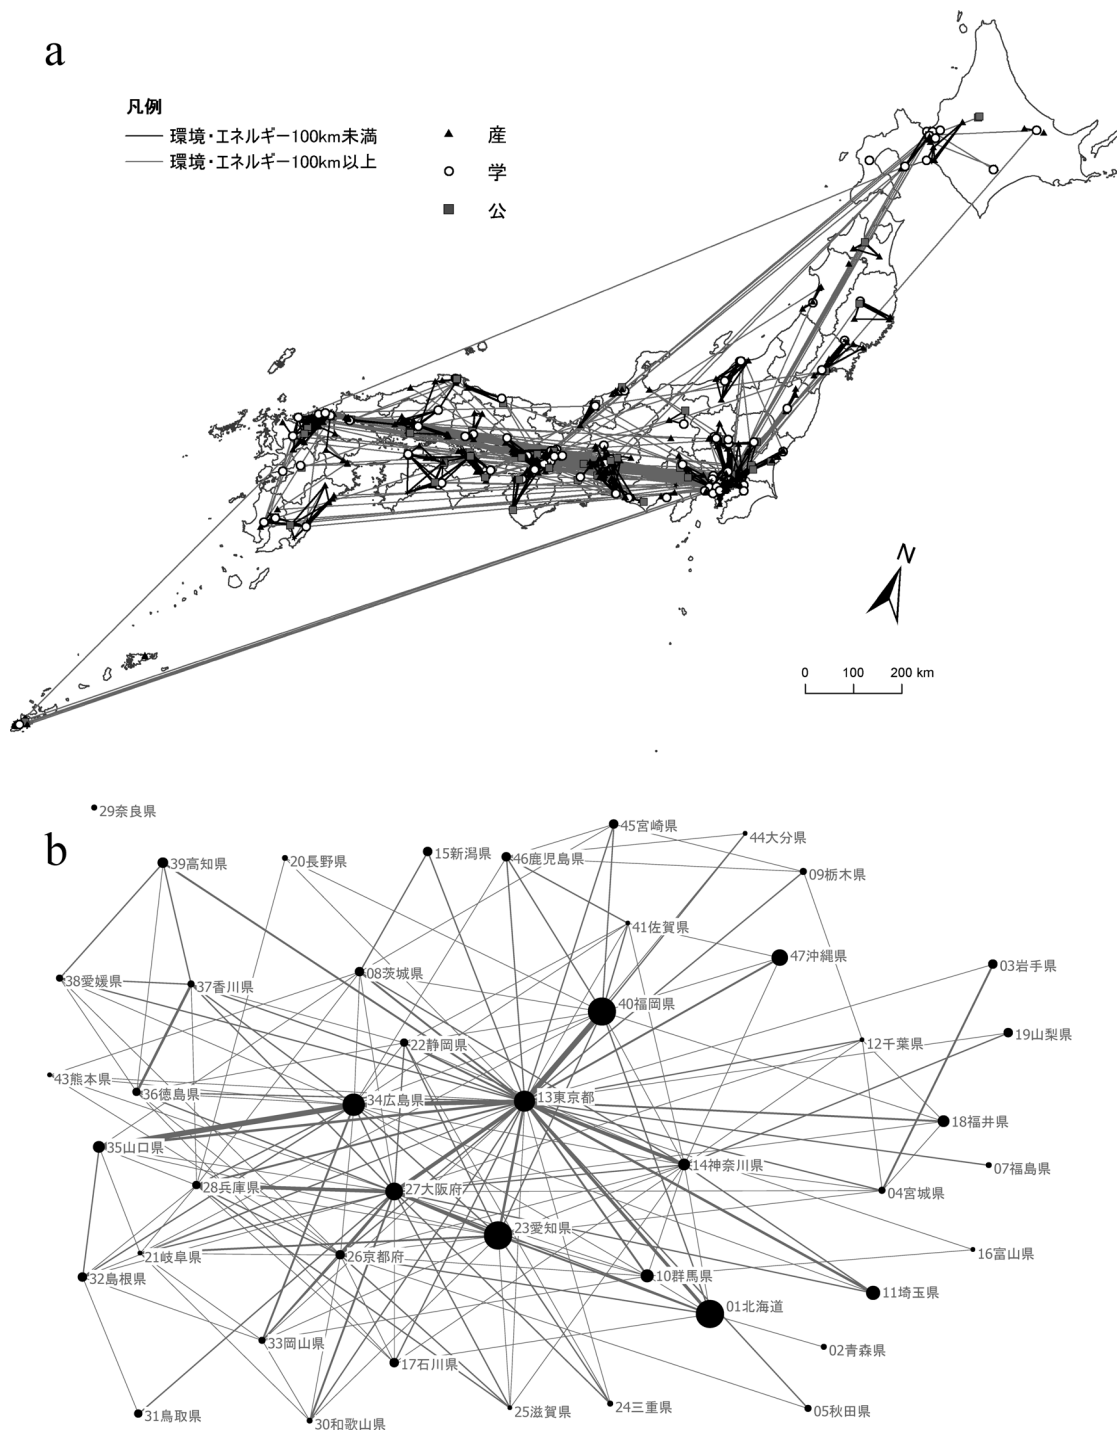 a
凡例
環境・エネルギー100km未満
環境・エネルギー100km以上
産
学
公
N
0 100 200 km
b
29奈良県
45宮崎県
44大分県
39高知県
20長野県
15新潟県
46鹿児島県
09栃木県
41佐賀県
47沖縄県
03岩手県
38愛媛県
37香川県
08茨城県
40福岡県
22静岡県
12千葉県
19山梨県
43熊本県
36徳島県
34広島県
13東京都
18福井県
35山口県
14神奈川県
07福島県
28兵庫県
27大阪府
04宮城県
23愛知県
21岐阜県
26京都府
16富山県
32島根県
10群馬県
11埼玉県
01北海道
33岡山県
17石川県
02青森県
31鳥取県
30和歌山県
25滋賀県
24三重県
05秋田県